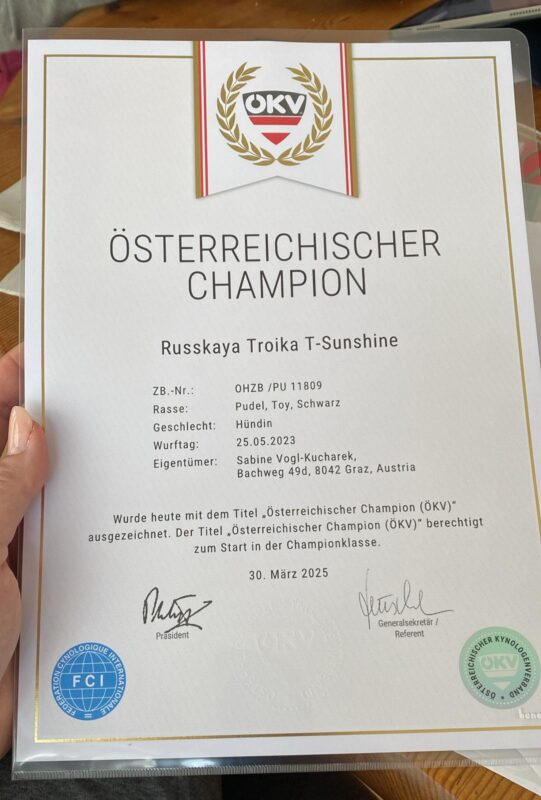 ÖKV
ÖSTERREICHISCHER
CHAMPION
Russkaya Troika T-Sunshine
ZB.-Nr.: OHZB /PU 11809
Rasse: Pudel, Toy, Schwarz
Geschlecht: Hündin
Wurftag: 25.05.2023
Eigentümer: Sabine Vogl-Kucharek,
Bachweg 49d, 8042 Graz, Austria
Wurde heute mit dem Titel „Österreichischer Champion (ÖKV)“
ausgezeichnet. Der Titel „Österreichischer Champion (ÖKV)“ berechtigt
zum Start in der Championklasse.
30. März 2025
Präsident
Generalsekretär /
Referent
FEDERATION CYNOLOGIQUE INTERNATIONALE
FCI
ÖSTERREICHISCHER KYNOLOGENVERBAND
ÖKV